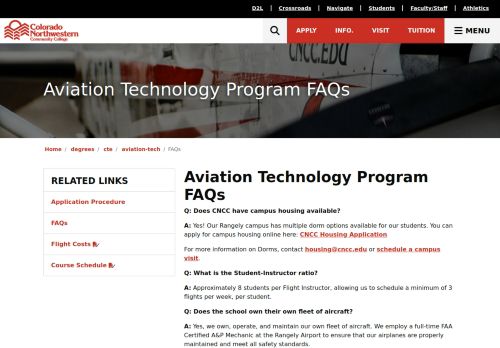 D2L | Crossroads | Navigate | Students | Faculty/Staff | Athletics
Colorado
Northwestern
Community College
APPLY INFO. VISIT TUITION MENU
Aviation Technology Program FAQs
Home / degrees / cte / aviation-tech / FAQs
RELATED LINKS
Application Procedure
FAQs
Flight Costs
Course Schedule
Aviation Technology Program
FAQs
Q: Does CNCC have campus housing available?
A: Yes! Our Rangely campus has multiple dorm options available for our students. You can
apply for campus housing online here: CNCC Housing Application
For more information on Dorms, contact housing@cncc.edu or schedule a campus
visit.
Q: What is the Student-Instructor ratio?
A: Approximately 8 students per Flight Instructor, allowing us to schedule a minimum of 3
flights per week, per student.
Q: Does the school own their own fleet of aircraft?
A: Yes, we own, operate, and maintain our own fleet of aircraft. We employ a full-time FAA
Certified A&P Mechanic at the Rangely Airport to ensure that our airplanes are properly
maintained and meet all safety standards.